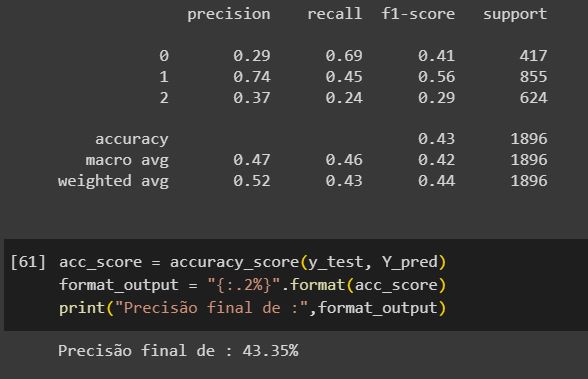 precision recall f1-score support
0 0.29 0.69 0.41 417
1 0.74 0.45 0.56 855
2 0.37 0.24 0.29 624
accuracy 0.43 1896
macro avg 0.47 0.46 0.42 1896
weighted avg 0.52 0.43 0.44 1896
[61] acc_score = accuracy_score(y_test, Y_pred)
format_output = "{:.2%}".format(acc_score)
print("Precisão final de :",format_output)
Precisão final de : 43.35%